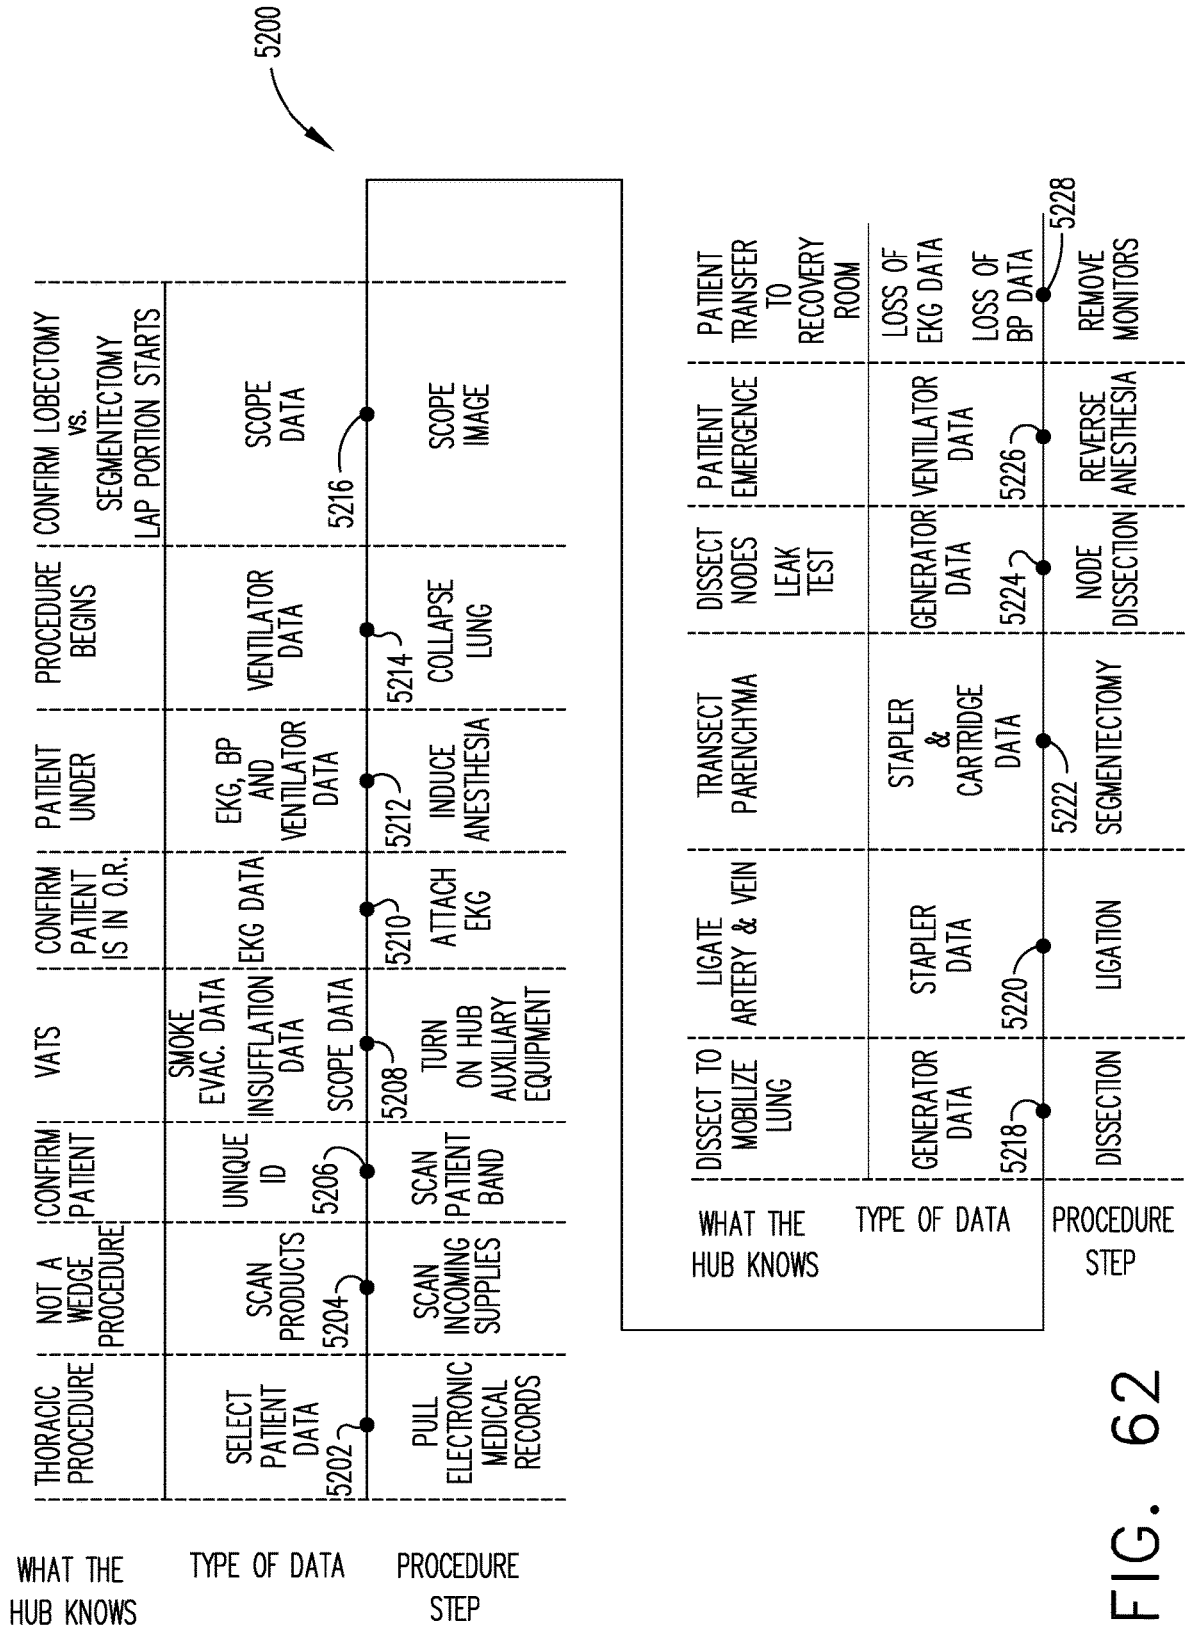 5200
WHAT THE
HUB KNOWS
THORACIC
PROCEDURE
NOT A
WEDGE
PROCEDURE
CONFIRM
PATIENT
VATS
CONFIRM
PATIENT
IS IN O.R.
PATIENT
UNDER
PROCEDURE
BEGINS
CONFIRM LOBECTOMY
vs.
SEGMENTECTOMY
LAP PORTION STARTS
TYPE OF DATA
SELECT
PATIENT
DATA
5202
SCAN
PRODUCTS
5204
UNIQUE
ID
5206
SMOKE
EVAC. DATA
INSUFFLATION
DATA
SCOPE DATA
5208
EKG DATA
5210
EKG, BP
AND
VENTILATOR
DATA
5212
VENTILATOR
DATA
5214
SCOPE
DATA
5216
PROCEDURE
STEP
PULL
ELECTRONIC
MEDICAL
RECORDS
SCAN
INCOMING
SUPPLIES
SCAN
PATIENT
BAND
TURN
ON HUB
AUXILIARY
EQUIPMENT
ATTACH
EKG
INDUCE
ANESTHESIA
COLLAPSE
LUNG
SCOPE
IMAGE
WHAT THE
HUB KNOWS
DISSECT TO
MOBILIZE
LUNG
LIGATE
ARTERY & VEIN
TRANSECT
PARENCHYMA
DISSECT
NODES
LEAK
TEST
PATIENT
EMERGENCE
PATIENT
TRANSFER
TO
RECOVERY
ROOM
TYPE OF DATA
GENERATOR
DATA
5218
STAPLER
DATA
5220
STAPLER
&
CARTRIDGE
DATA
5222
GENERATOR
DATA
5224
VENTILATOR
DATA
5226
LOSS OF
EKG DATA
LOSS OF
BP DATA
5228
PROCEDURE
STEP
DISSECTION
LIGATION
SEGMENTECTOMY
NODE
DISSECTION
REVERSE
ANESTHESIA
REMOVE
MONITORS
FIG. 62